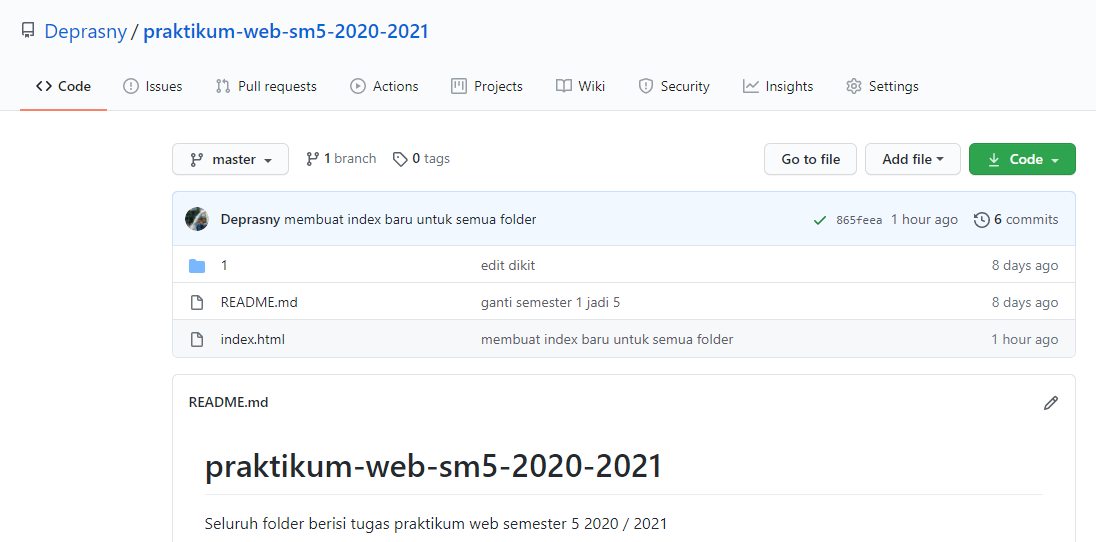 Deprasny / praktikum-web-sm5-2020-2021
Code Issues Pull requests Actions Projects Wiki Security Insights Settings
master 1 branch 0 tags Go to file Add file Code
Deprasny membuat index baru untuk semua folder 865feea 1 hour ago 6 commits
1 edit dikit 8 days ago
README.md ganti semester 1 jadi 5 8 days ago
index.html membuat index baru untuk semua folder 1 hour ago
README.md
praktikum-web-sm5-2020-2021
Seluruh folder berisi tugas praktikum web semester 5 2020 / 2021